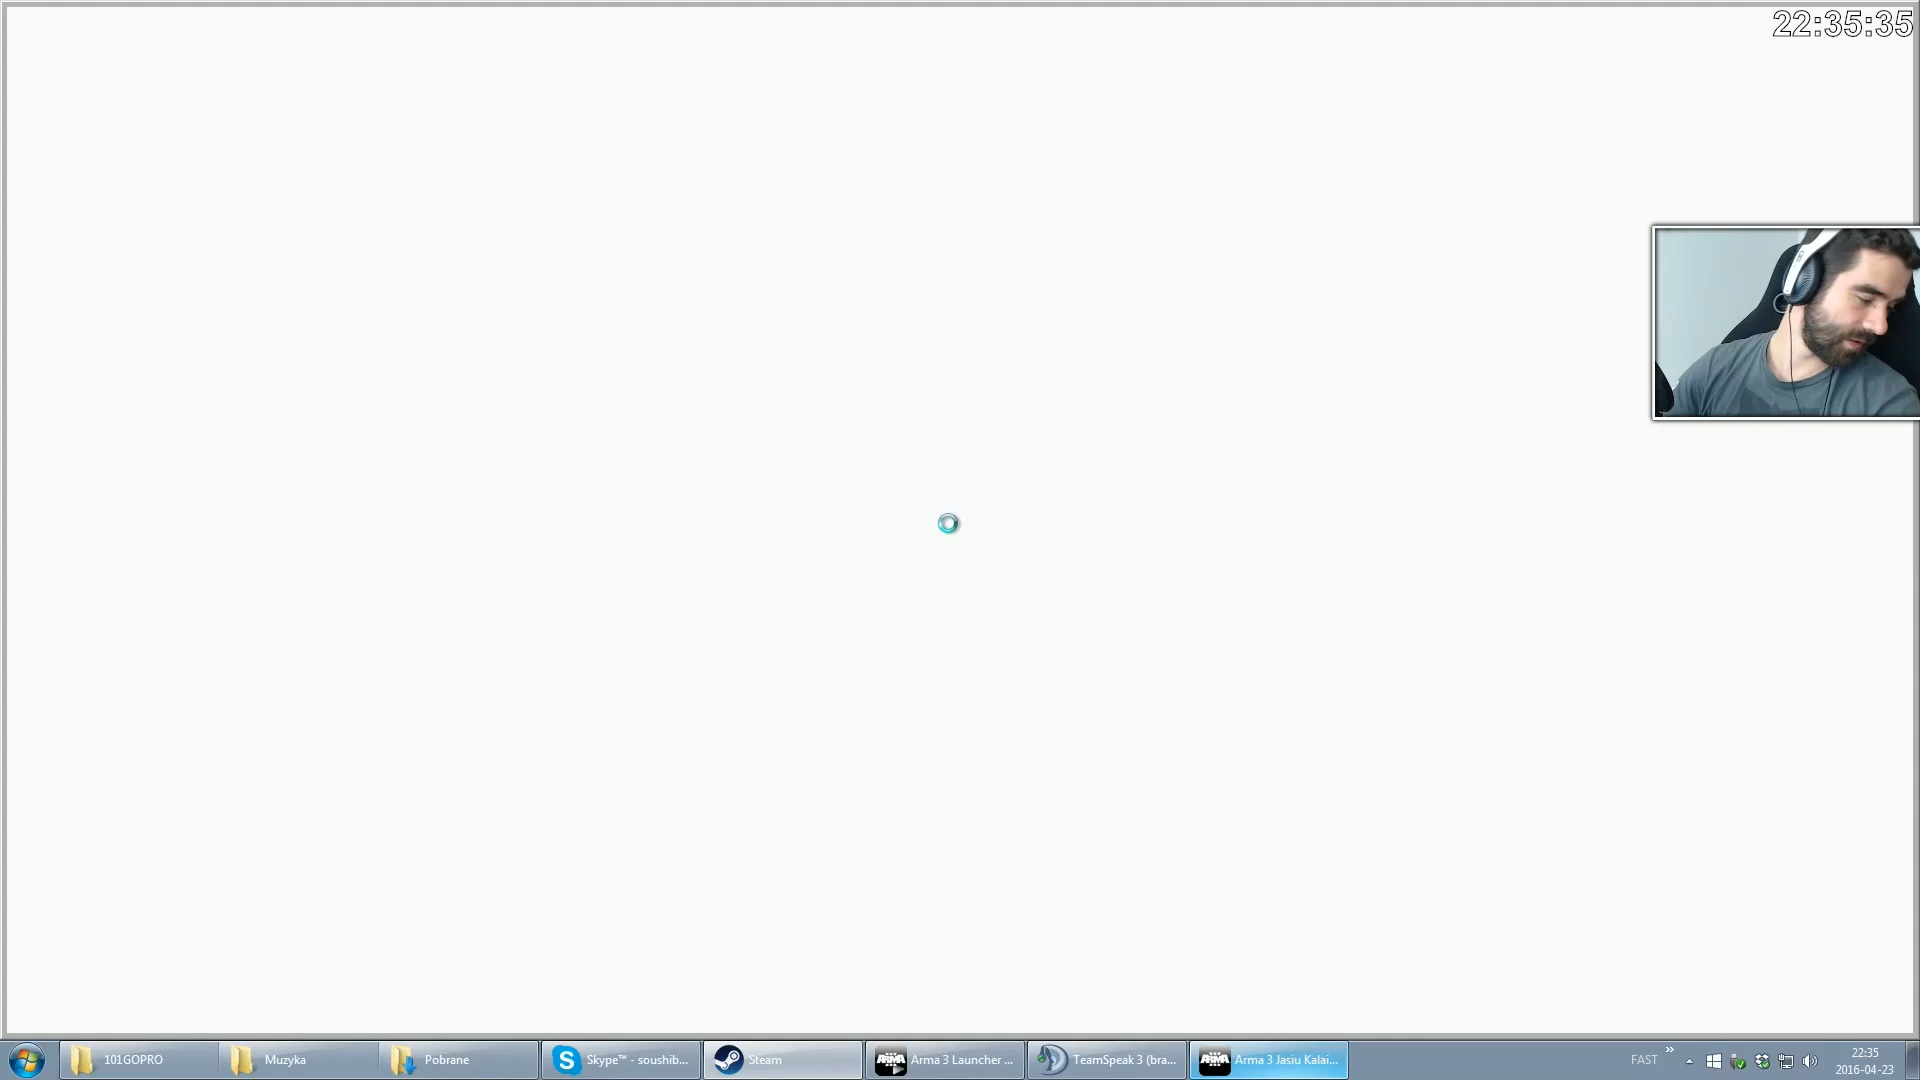 22:35:35
101GOPRO
Muzyka
Pobrane
Skype™ - soushib...
Steam
Arma 3 Launcher ...
TeamSpeak 3 (bra...
Arma 3 Jasiu Kalai...
FAST
22:35
2016-04-23